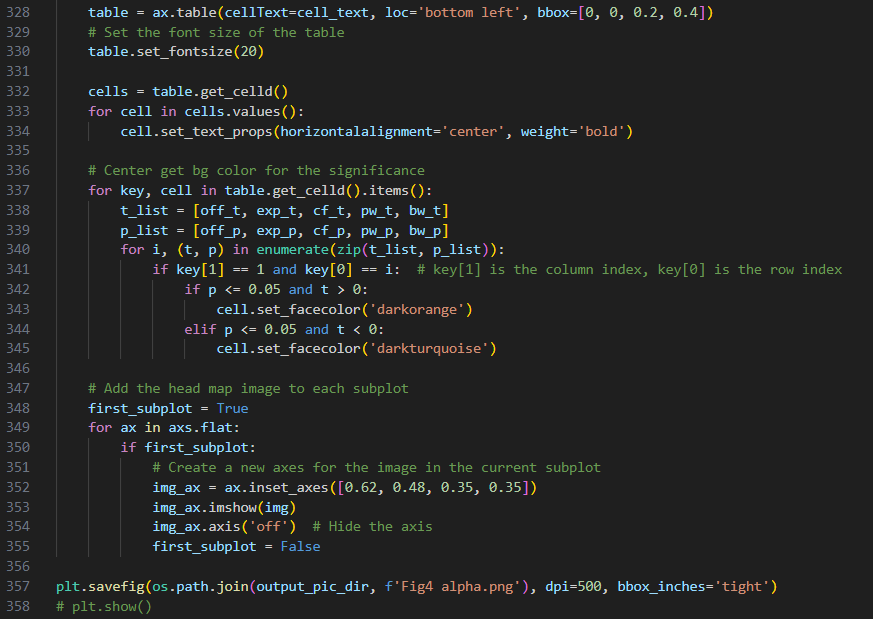 328 table = ax.table(cellText=cell_text, loc='bottom left', bbox=[0, 0, 0.2, 0.4])
329 # Set the font size of the table
330 table.set_fontsize(20)
331
332 cells = table.get_celld()
333 for cell in cells.values():
334 cell.set_text_props(horizontalalignment='center', weight='bold')
335
336 # Center get bg color for the significance
337 for key, cell in table.get_celld().items():
338 t_list = [off_t, exp_t, cf_t, pw_t, bw_t]
339 p_list = [off_p, exp_p, cf_p, pw_p, bw_p]
340 for i, (t, p) in enumerate(zip(t_list, p_list)):
341 if key[1] == 1 and key[0] == i:  # key[1] is the column index, key[0] is the row index
342 if p <= 0.05 and t > 0:
343 cell.set_facecolor('darkorange')
344 elif p <= 0.05 and t < 0:
345 cell.set_facecolor('darkturquoise')
346
347 # Add the head map image to each subplot
348 first_subplot = True
349 for ax in axs.flat:
350 if first_subplot:
351 # Create a new axes for the image in the current subplot
352 img_ax = ax.inset_axes([0.62, 0.48, 0.35, 0.35])
353 img_ax.imshow(img)
354 img_ax.axis('off')  # Hide the axis
355 first_subplot = False
356
357 plt.savefig(os.path.join(output_pic_dir, f'Fig4 alpha.png'), dpi=500, bbox_inches='tight')
358 # plt.show()